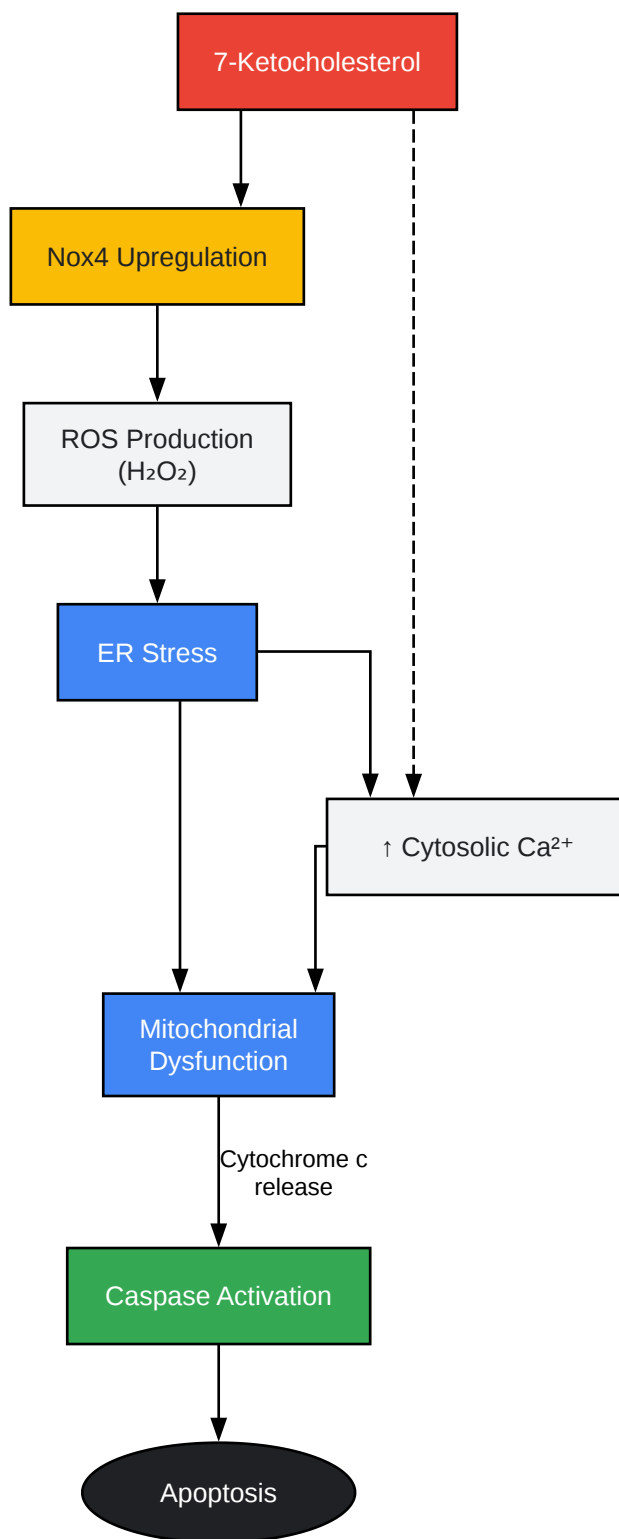 7-Ketocholesterol
Nox4 Upregulation
ROS Production
(H₂O₂)
ER Stress
↑ Cytosolic Ca²⁺
Mitochondrial
Dysfunction
Cytochrome c
release
Caspase Activation
Apoptosis